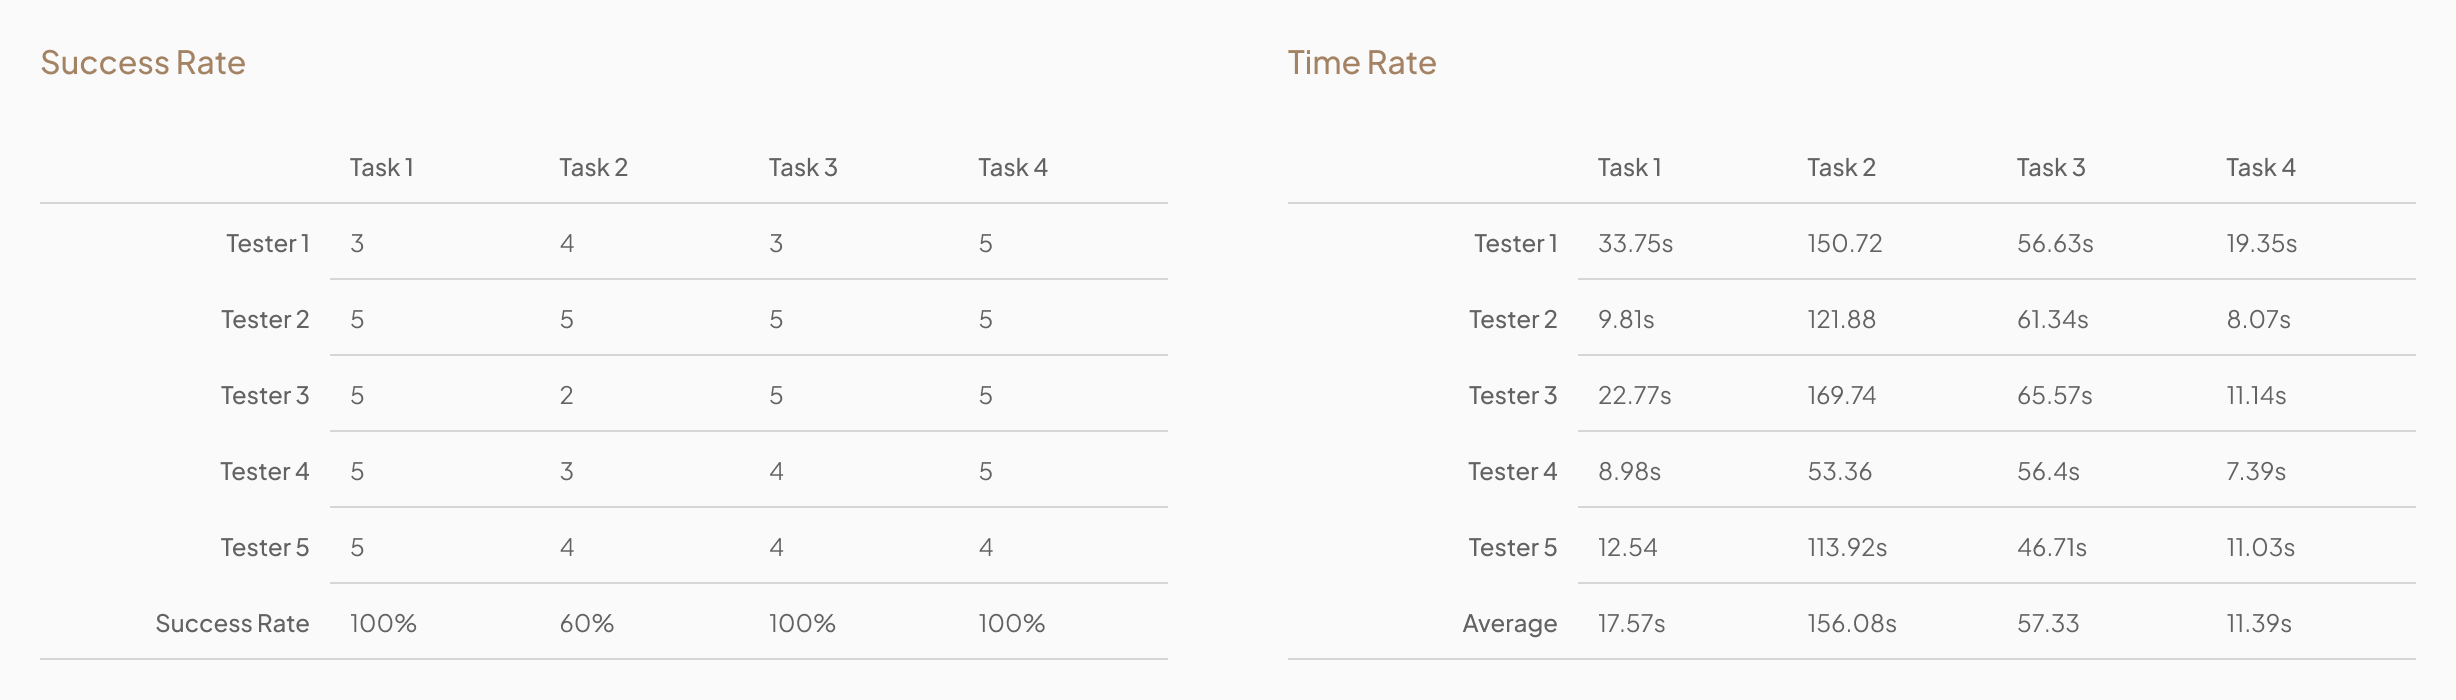 Success Rate
Task 1 Task 2 Task 3 Task 4
Tester 1 3 4 3 5
Tester 2 5 5 5 5
Tester 3 5 2 5 5
Tester 4 5 3 4 5
Tester 5 5 4 4 4
Success Rate 100% 60% 100% 100%
Time Rate
Task 1 Task 2 Task 3 Task 4
Tester 1 33.75s 150.72 56.63s 19.35s
Tester 2 9.81s 121.88 61.34s 8.07s
Tester 3 22.77s 169.74 65.57s 11.14s
Tester 4 8.98s 53.36 56.4s 7.39s
Tester 5 12.54 113.92s 46.71s 11.03s
Average 17.57s 156.08s 57.33 11.39s